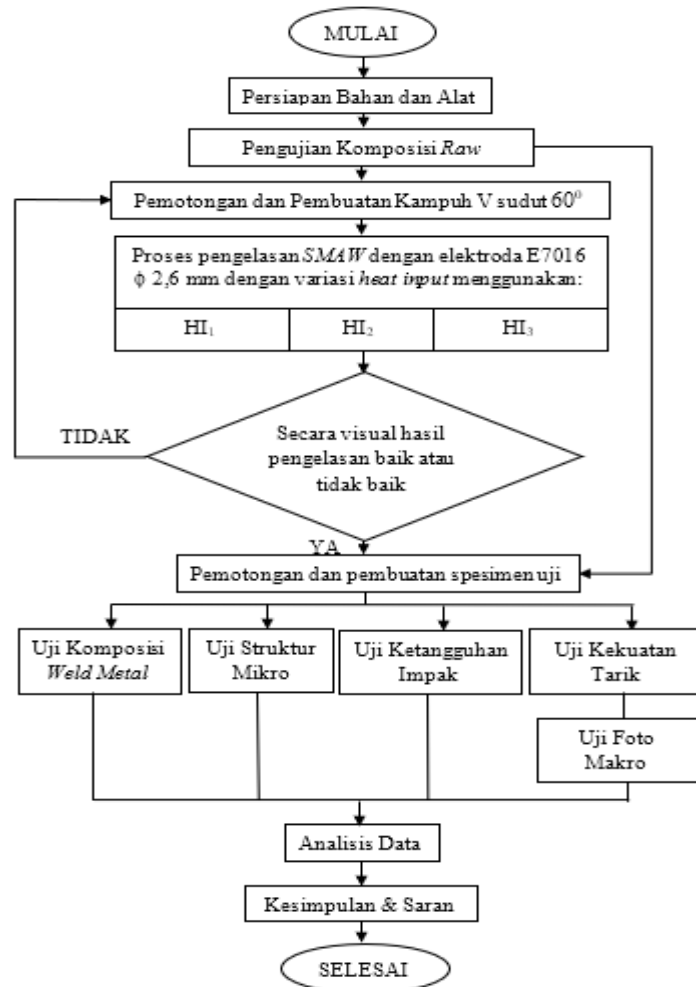 MULAI
Persiapan Bahan dan Alat
Pengujian Komposisi Raw
Pemotongan dan Pembuatan Kampuh V sudut 60⁰
Proses pengelasan SMAW dengan elektroda E7016
ϕ 2,6 mm dengan variasi heat input menggunakan:
HI₁
HI₂
HI₃
TIDAK
Secara visual hasil
pengelasan baik atau
tidak baik
YA
Pemotongan dan pembuatan spesimen uji
Uji Komposisi
Weld Metal
Uji Struktur
Mikro
Uji Ketangguhan
Impak
Uji Kekuatan
Tarik
Uji Foto
Makro
Analisis Data
Kesimpulan & Saran
SELESAI